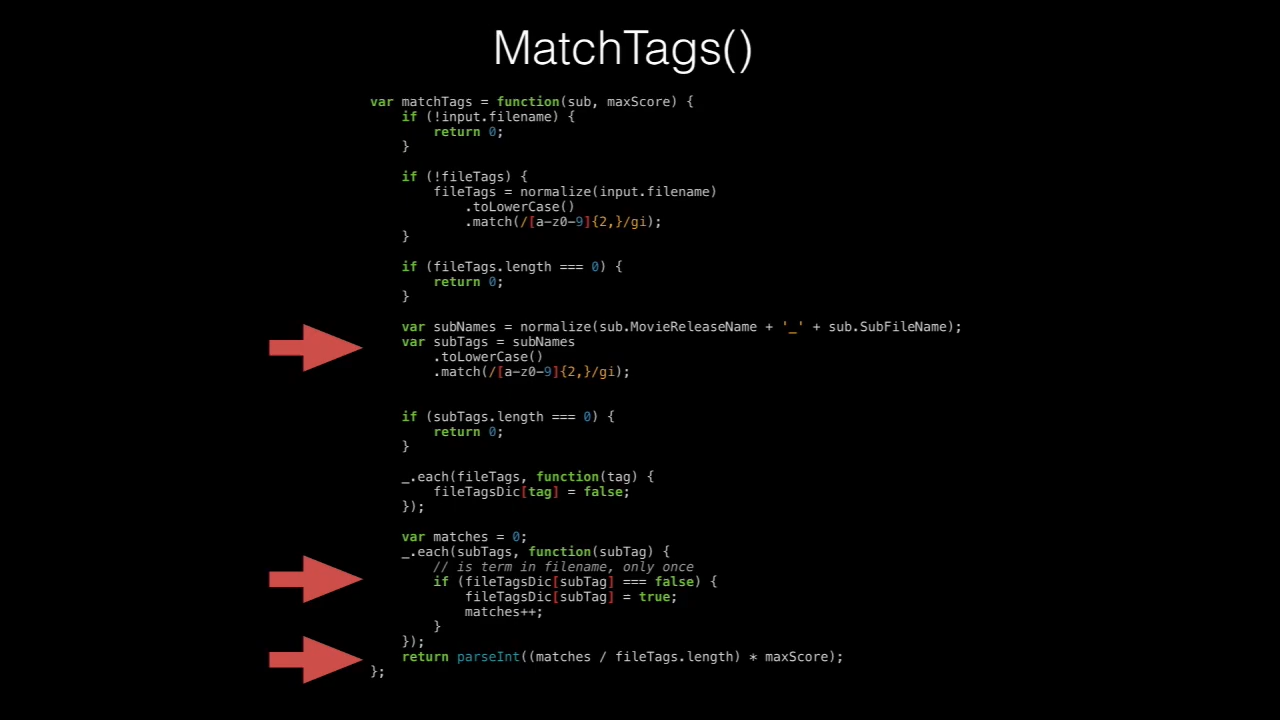 MatchTags()
var matchTags = function(sub, maxScore) {
    if (!input.filename) {
        return 0;
    }
    if (!fileTags) {
        fileTags = normalize(input.filename)
            .toLowerCase()
            .match(/[a-z0-9]{2,}/gi);
    }
    if (fileTags.length === 0) {
        return 0;
    }
    var subNames = normalize(sub.MovieReleaseName + '_' + sub.SubFileName);
    var subTags = subNames
        .toLowerCase()
        .match(/[a-z0-9]{2,}/gi);
    if (subTags.length === 0) {
        return 0;
    }
    _.each(fileTags, function(tag) {
        fileTagsDic[tag] = false;
    });
    var matches = 0;
    _.each(subTags, function(subTag) {
        // is term in filename, only once
        if (fileTagsDic[subTag] === false) {
            fileTagsDic[subTag] = true;
            matches++;
        }
    });
    return parseInt((matches / fileTags.length) * maxScore);
};